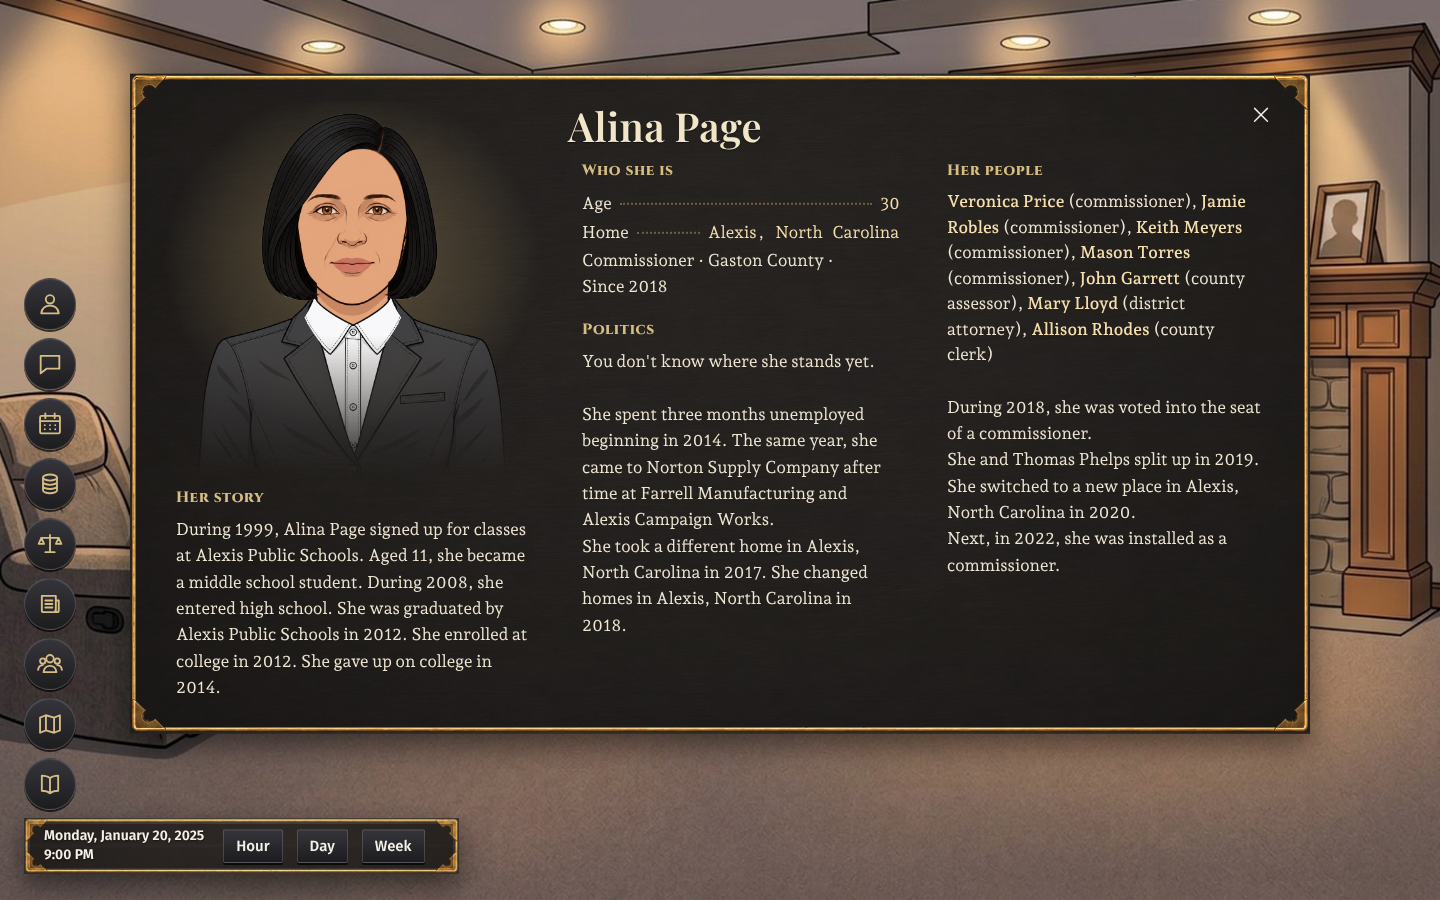 Alina Page
Who she is
Age 30
Home Alexis, North Carolina
Commissioner · Gaston County ·
Since 2018
Politics
You don't know where she stands yet.
Her people
Veronica Price (commissioner), Jamie
Robles (commissioner), Keith Meyers
(commissioner), Mason Torres
(commissioner), John Garrett (county
assessor), Mary Lloyd (district
attorney), Allison Rhodes (county
clerk)
Her story
During 1999, Alina Page signed up for classes
at Alexis Public Schools. Aged 11, she became
a middle school student. During 2008, she
entered high school. She was graduated by
Alexis Public Schools in 2012. She enrolled at
college in 2012. She gave up on college in
2014.
She spent three months unemployed
beginning in 2014. The same year, she
came to Norton Supply Company after
time at Farrell Manufacturing and
Alexis Campaign Works.
She took a different home in Alexis,
North Carolina in 2017. She changed
homes in Alexis, North Carolina in
2018.
During 2018, she was voted into the seat
of a commissioner.
She and Thomas Phelps split up in 2019.
She switched to a new place in Alexis,
North Carolina in 2020.
Next, in 2022, she was installed as a
commissioner.
Monday, January 20, 2025
9:00 PM
Hour
Day
Week